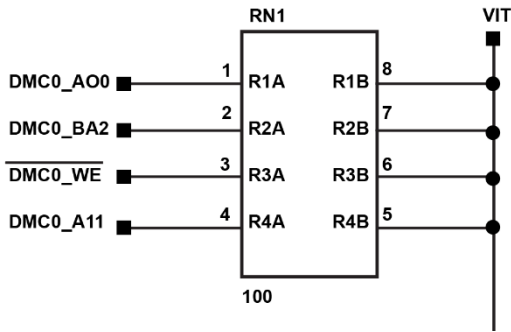 RN1 VIT
DMC0_AO0 1 R1A R1B 8
DMC0_BA2 2 R2A R2B 7
DMC0_WE 3 R3A R3B 6
DMC0_A11 4 R4A R4B 5
100